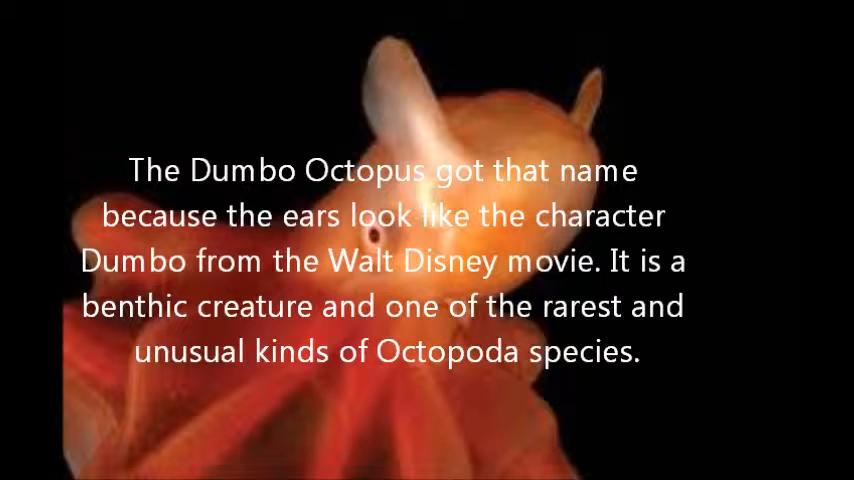 The Dumbo Octopus got that name
because the ears look like the character
Dumbo from the Walt Disney movie. It is a
benthic creature and one of the rarest and
unusual kinds of Octopoda species.